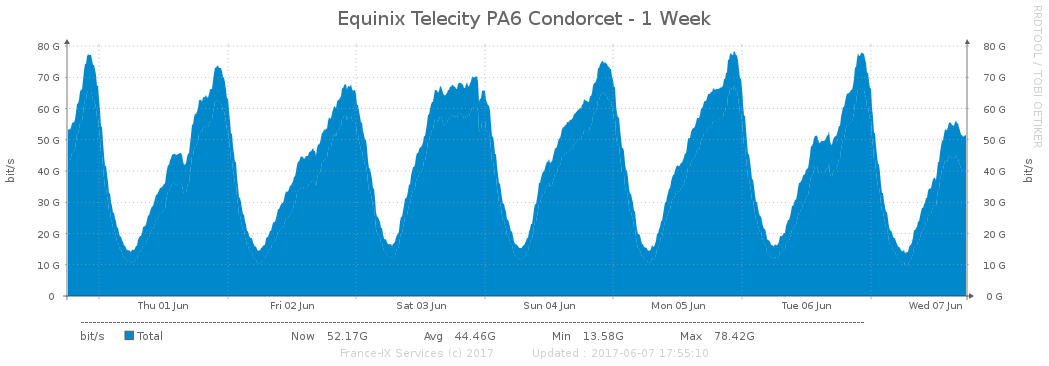 Equinix Telecity PA6 Condorcet - 1 Week
RRDTOOL / TOBI OETIKER
bit/s
80 G
70 G
60 G
50 G
40 G
30 G
20 G
10 G
0
80 G
70 G
60 G
50 G
40 G
30 G
20 G
10 G
0 G
bit/s
Thu 01 Jun Fri 02 Jun Sat 03 Jun Sun 04 Jun Mon 05 Jun Tue 06 Jun Wed 07 Jun
bit/s Total Now 52.17G Avg 44.46G Min 13.58G Max 78.42G
France-IX Services (c) 2017 Updated : 2017-06-07 17:55:10